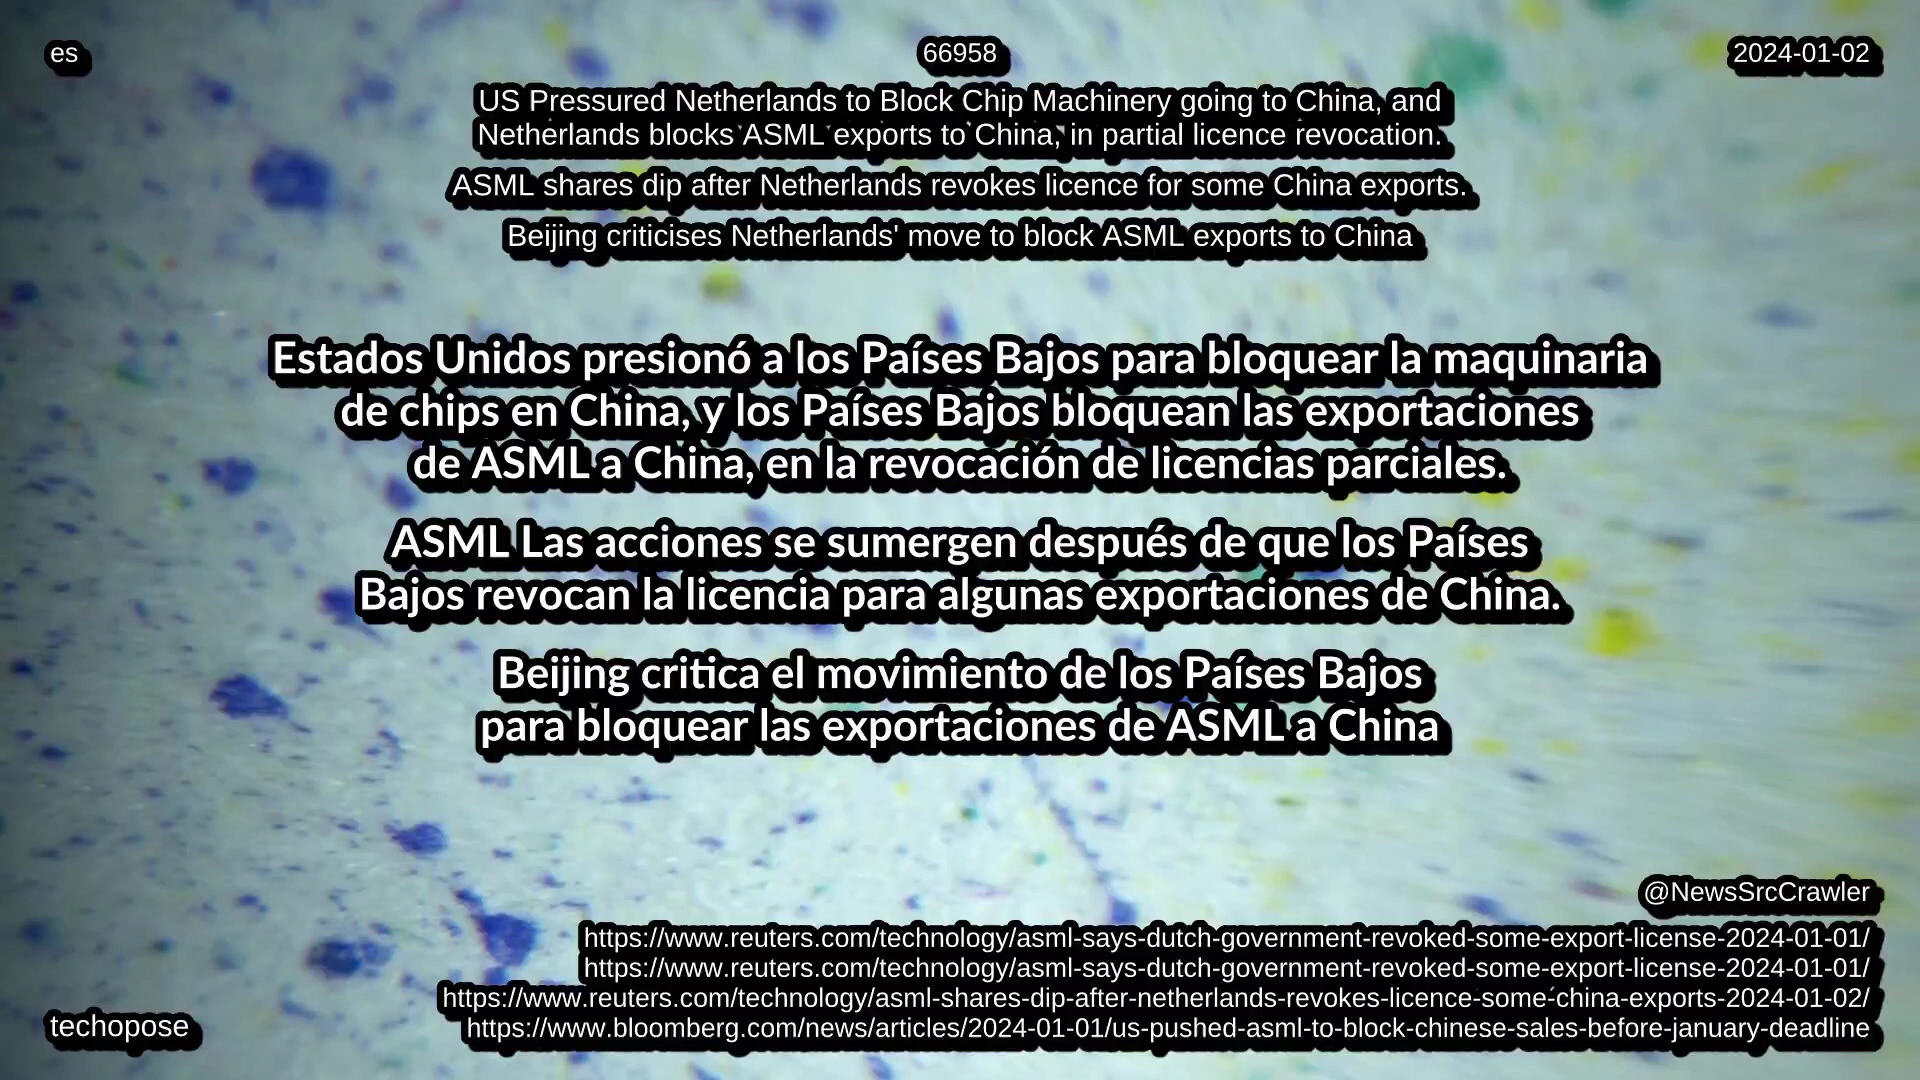 es
66958
2024-01-02
US Pressured Netherlands to Block Chip Machinery going to China, and
Netherlands blocks ASML exports to China, in partial licence revocation.
ASML shares dip after Netherlands revokes licence for some China exports.
Beijing criticises Netherlands' move to block ASML exports to China
Estados Unidos presionó a los Países Bajos para bloquear la maquinaria
de chips en China, y los Países Bajos bloquean las exportaciones
de ASML a China, en la revocación de licencias parciales.
ASML Las acciones se sumergen después de que los Países
Bajos revocan la licencia para algunas exportaciones de China.
Beijing critica el movimiento de los Países Bajos
para bloquear las exportaciones de ASML a China
@NewsSrcCrawler
https://www.reuters.com/technology/asml-says-dutch-government-revoked-some-export-license-2024-01-01/
https://www.reuters.com/technology/asml-says-dutch-government-revoked-some-export-license-2024-01-01/
https://www.reuters.com/technology/asml-shares-dip-after-netherlands-revokes-licence-some-china-exports-2024-01-02/
https://www.bloomberg.com/news/articles/2024-01-01/us-pushed-asml-to-block-chinese-sales-before-january-deadline
techopose